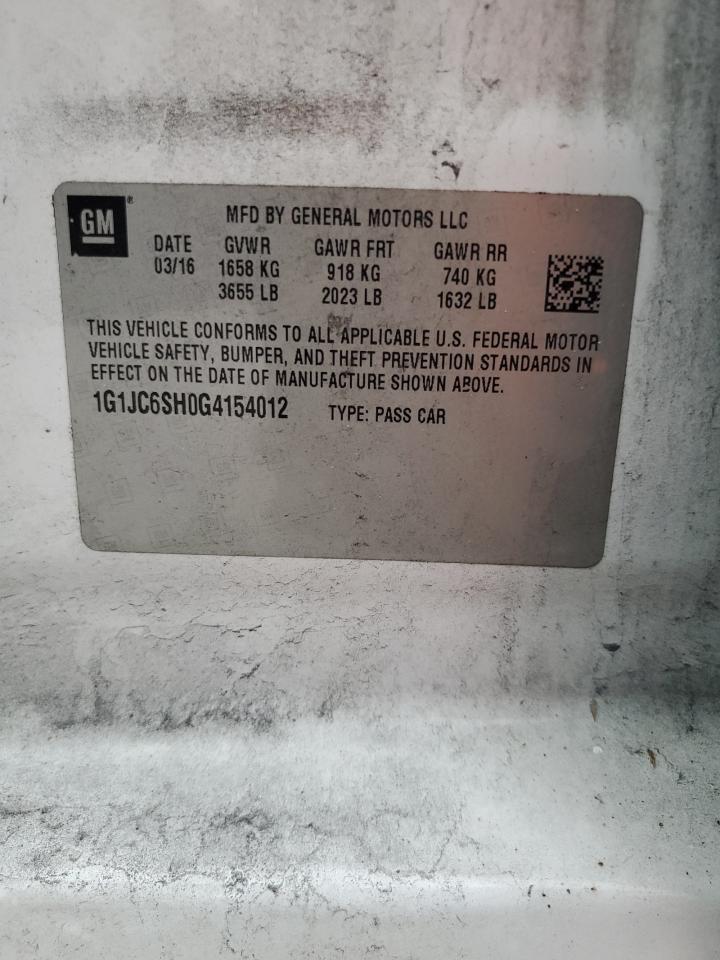 GM®
MFD BY GENERAL MOTORS LLC
DATE GVWR GAWR FRT GAWR RR
03/16 1658 KG 918 KG 740 KG
3655 LB 2023 LB 1632 LB
THIS VEHICLE CONFORMS TO ALL APPLICABLE U.S. FEDERAL MOTOR
VEHICLE SAFETY, BUMPER, AND THEFT PREVENTION STANDARDS IN
EFFECT ON THE DATE OF MANUFACTURE SHOWN ABOVE.
1G1JC6SH0G4154012 TYPE: PASS CAR